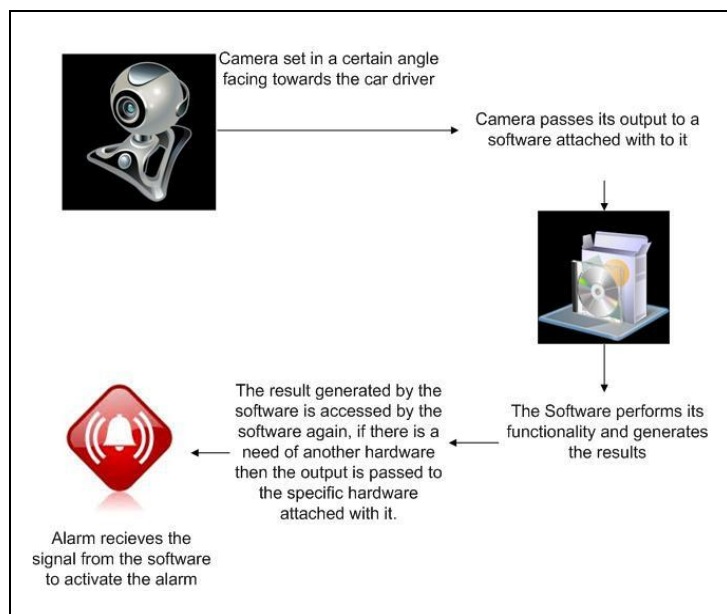 Camera set in a certain angle
facing towards the car driver
Camera passes its output to a
software attached with to it
The Software performs its
functionality and generates
the results
The result generated by the
software is accessed by the
software again, if there is a
need of another hardware
then the output is passed to
the specific hardware
attached with it.
Alarm recieves the
signal from the software
to activate the alarm